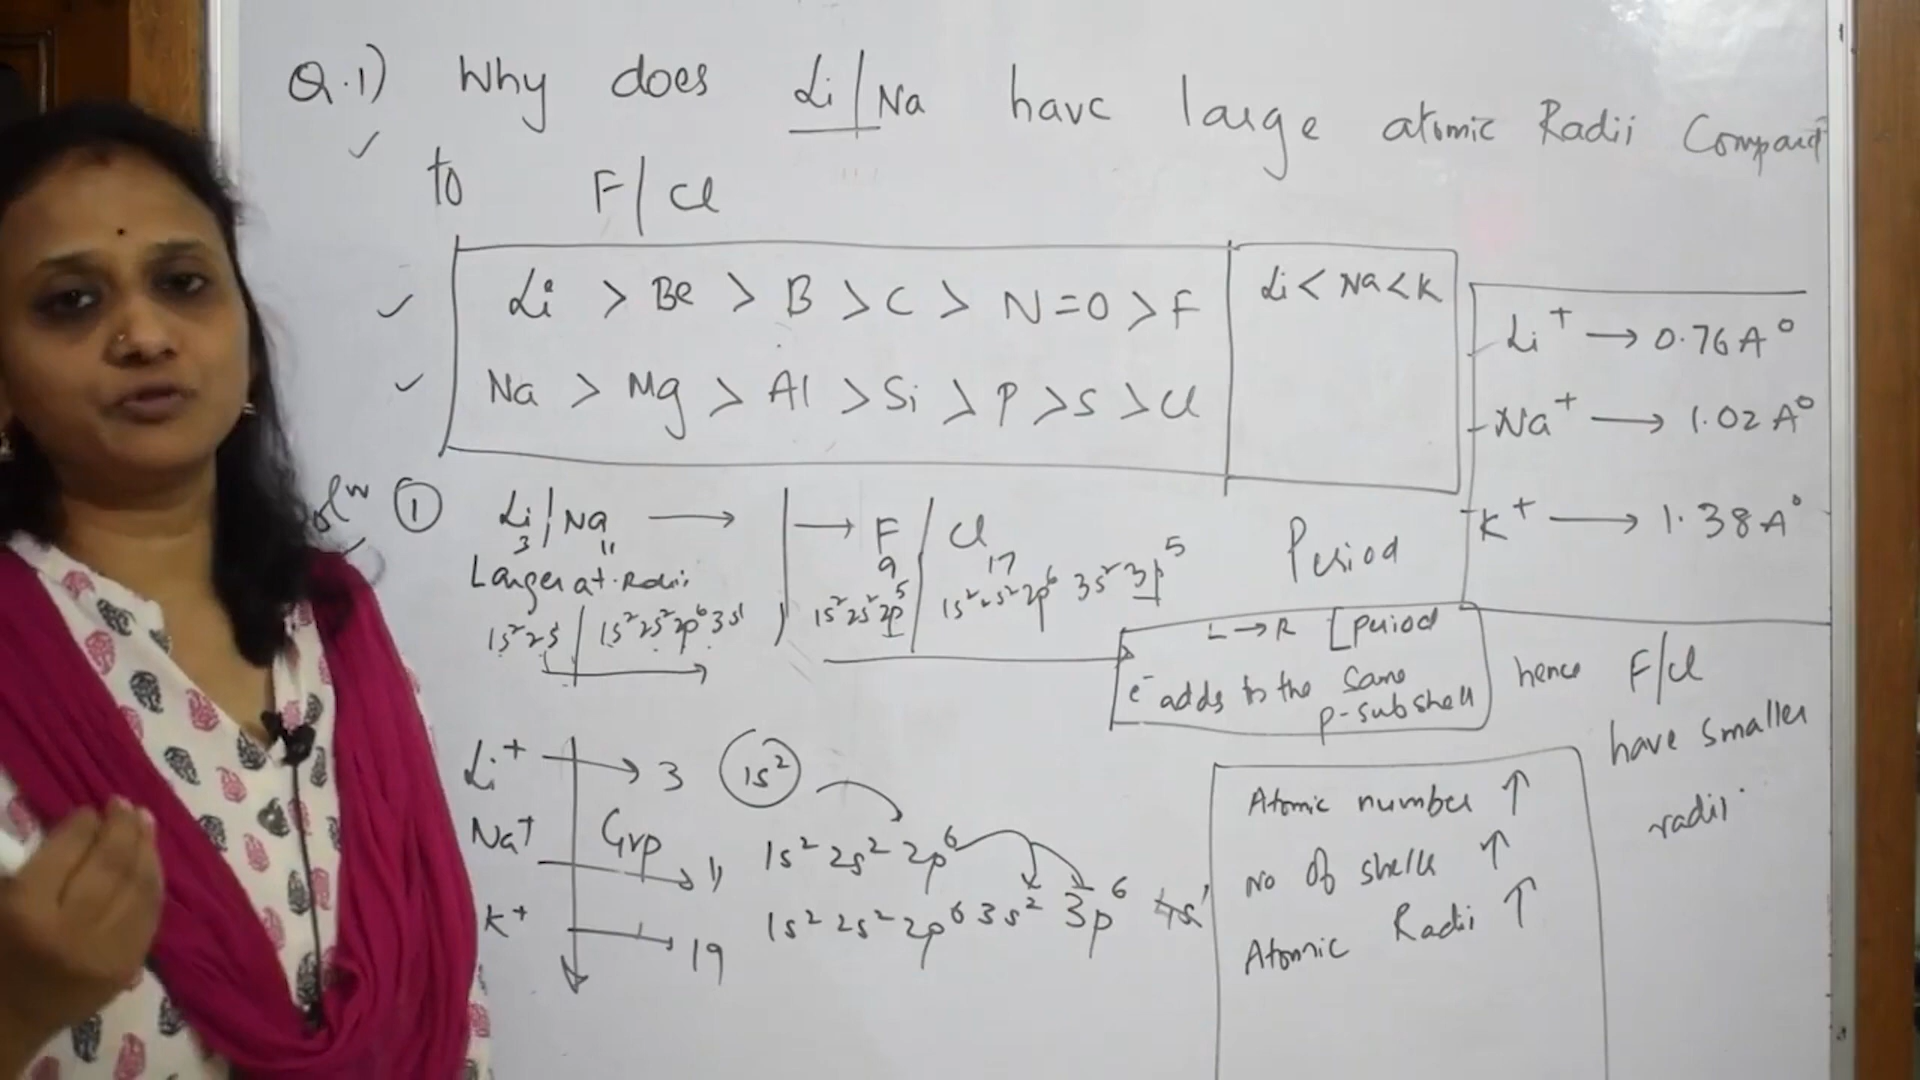 Q.1) Why does Li/Na have large atomic Radii Compard
to F/Cl
Li > Be > B > C > N = O > F
Na > Mg > Al > Si > P > S > Cl
Li < Na < K
Li⁺ → 0.76 A°
Na⁺ → 1.02 A°
K⁺ → 1.38 A°
Solⁿ ① Li/Na → | → F/Cl
3 11 9 17
Larger at. Radii
1s² 2s¹ / 1s² 2s² 2p⁶ 3s¹
1s² 2s² 2p⁵ / 1s² 2s² 2p⁶ 3s² 3p⁵
Period
L → R [period
e⁻ adds to the same
p-subshell
hence F/Cl
have smaller
radii
Li⁺ → 3 1s²
Na⁺ Grp → 11 1s² 2s² 2p⁶
K⁺ → 19 1s² 2s² 2p⁶ 3s² 3p⁶ 4s¹
Atomic number ↑
No of shells ↑
Atomic Radii ↑